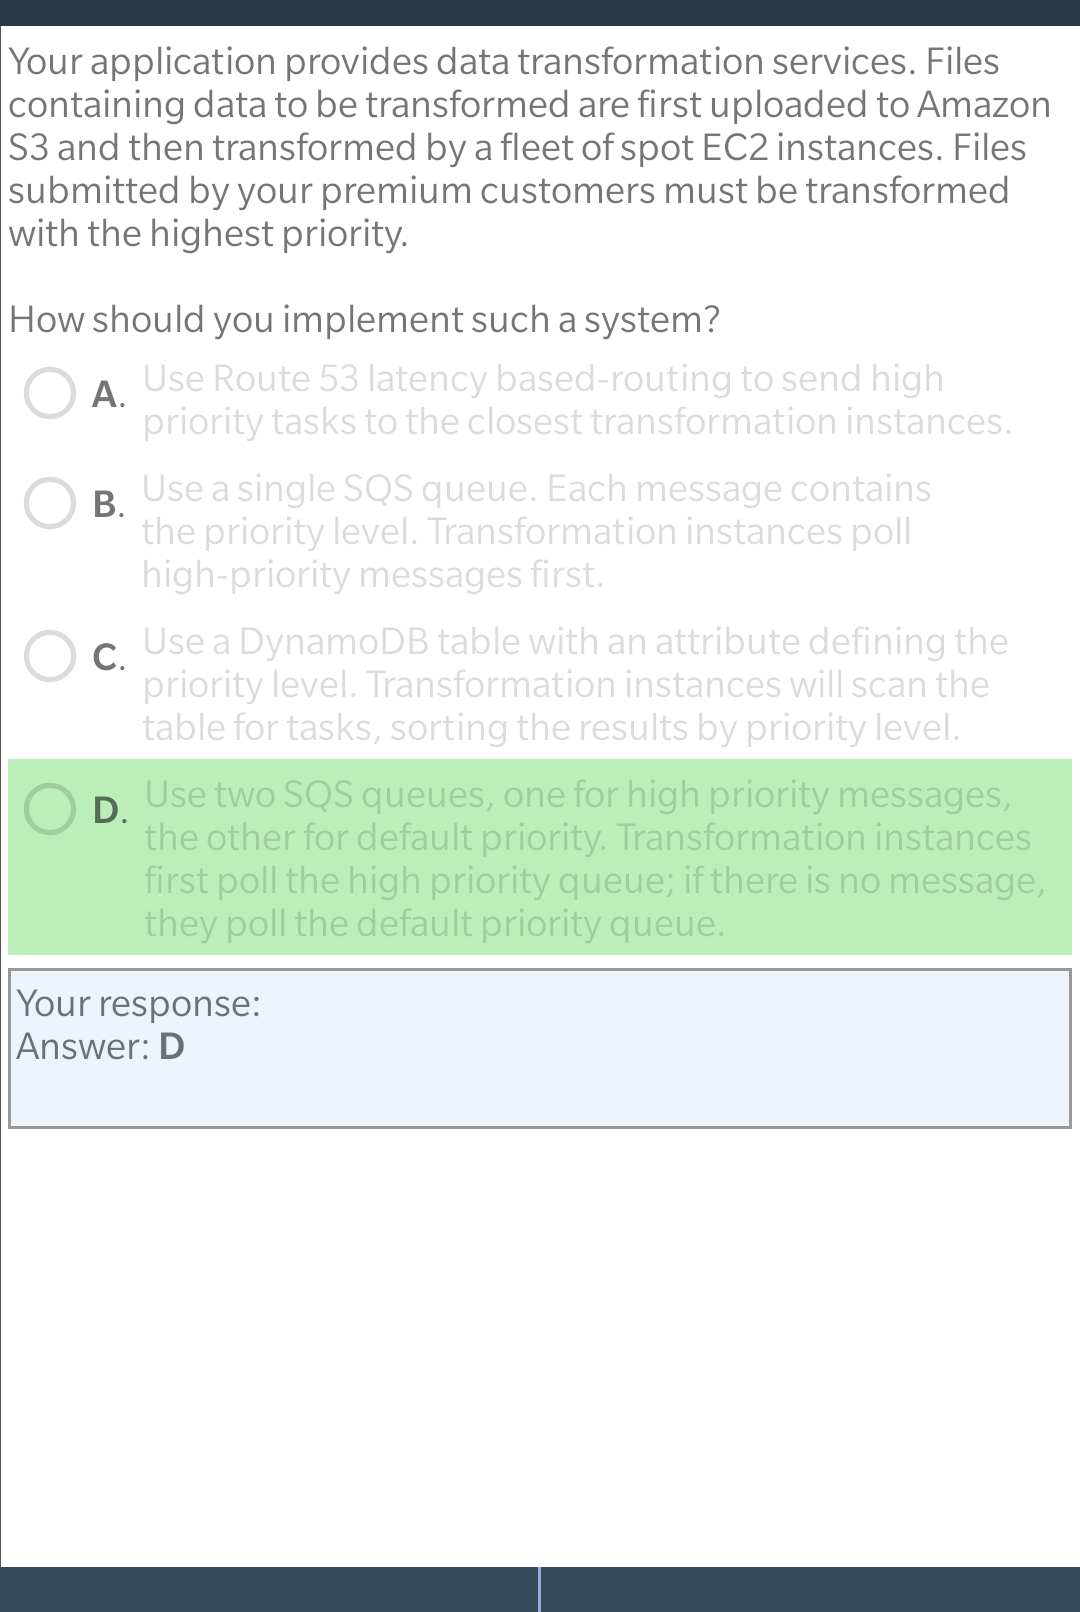 Your application provides data transformation services. Files
containing data to be transformed are first uploaded to Amazon
S3 and then transformed by a fleet of spot EC2 instances. Files
submitted by your premium customers must be transformed
with the highest priority.
How should you implement such a system?
A. Use Route 53 latency based-routing to send high
priority tasks to the closest transformation instances.
B. Use a single SQS queue. Each message contains
the priority level. Transformation instances poll
high-priority messages first.
C. Use a DynamoDB table with an attribute defining the
priority level. Transformation instances will scan the
table for tasks, sorting the results by priority level.
D. Use two SQS queues, one for high priority messages,
the other for default priority. Transformation instances
first poll the high priority queue; if there is no message,
they poll the default priority queue.
Your response:
Answer: D